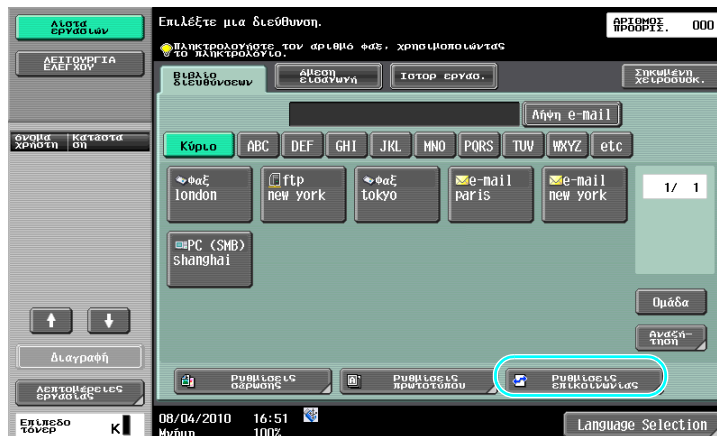 Λίστα
εργασιών
Επιλέξτε μια διεύθυνση.
ΑΡΙΘΜΟΣ
ΠΡΟΟΡΙΣ.
000
Πληκτρολογήστε τον αριθμό φαξ, χρησιμοποιώντας
το πληκτρολόγιο.
ΛΕΙΤΟΥΡΓΙΑ
ΕΛΕΓΧΟΥ
Βιβλίο
διευθύνσεων
άμεση
εισαγωγή
Ιστορ εργασ.
Σηκωμένη
χειροσυσκ.
Λήψη e-mail
όνομα
χρήστη
Κατάστα
ση
Κύριο
ABC
DEF
GHI
JKL
MNO
PQRS
TUV
WXYZ
etc
φαξ
london
ftp
new york
φαξ
tokyo
e-mail
paris
e-mail
new york
1/ 1
PC (SMB)
shanghai
Ομάδα
Αναζή-
τηση
Διαγραφή
Λεπτομέρειες
εργασίας
Ρυθμίσεις
σάρωσης
Ρυθμίσεις
πρωτοτύπου
Ρυθμίσεις
επικοινωνίας
Επίπεδο
τόνερ
K
08/04/2010 16:51
Μνήμη 100%
Language Selection